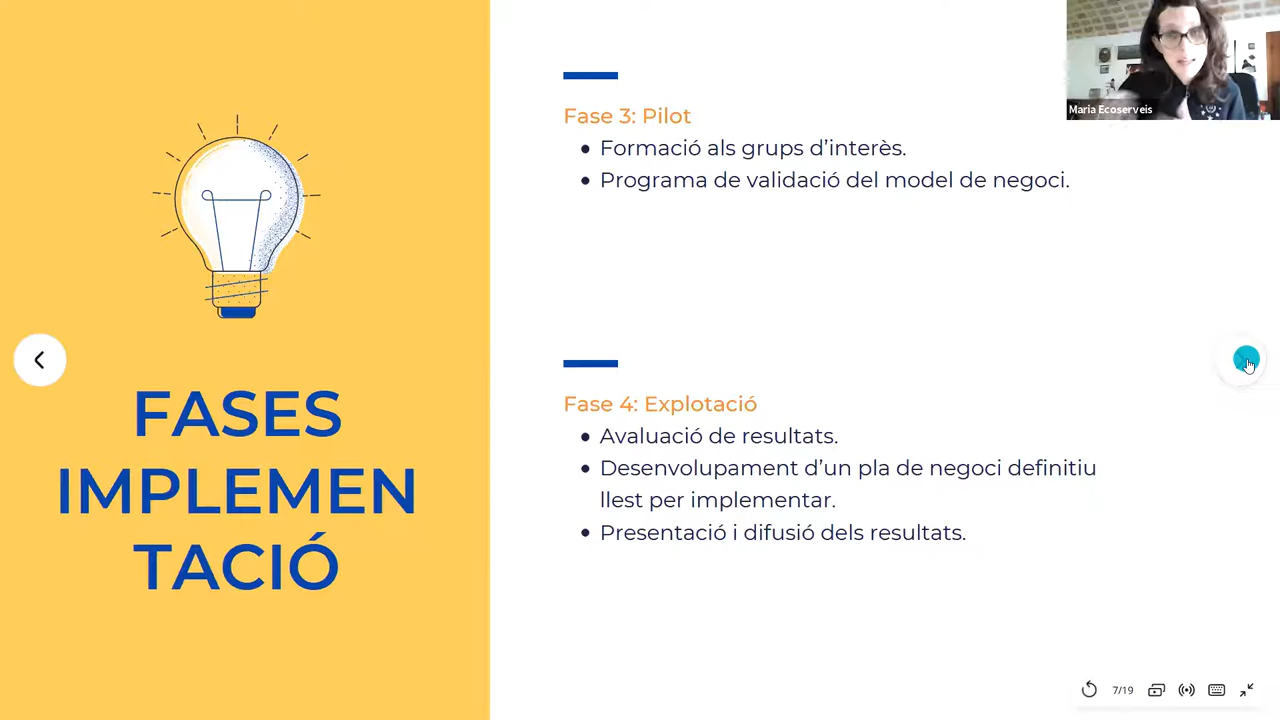 FASES
IMPLEMEN
TACIÓ
Fase 3: Pilot
• Formació als grups d’interès.
• Programa de validació del model de negoci.
Fase 4: Explotació
• Avaluació de resultats.
• Desenvolupament d’un pla de negoci definitiu
llest per implementar.
• Presentació i difusió dels resultats.
Maria Ecoserveis
7/19